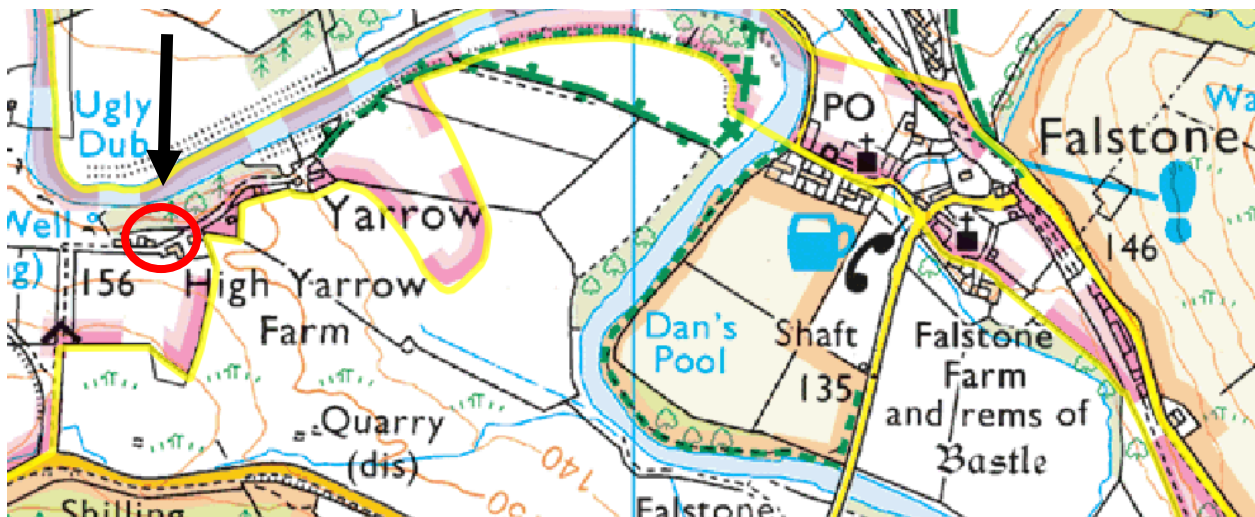 Ugly
Dub
PO
Wa
Falstone
Well
g)
Yarrow
156
High Yarrow
Farm
146
Dan's
Pool
Shaft
135
Falstone
Farm
and rems of
Bastle
Quarry
(dis)
140
150
Shilling
Falstone